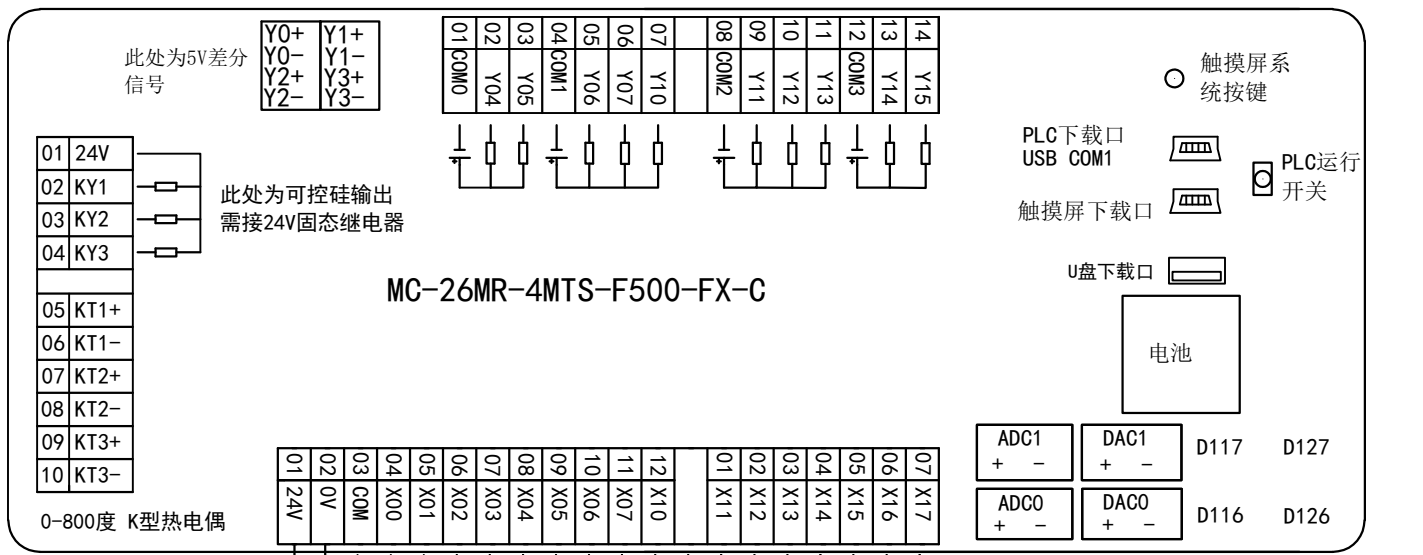 此处为5V差分
信号
Y0+ Y1+
Y0- Y1-
Y2+ Y3+
Y2- Y3-
01 02 03 04 05 06 07 08 09 10 11 12 13 14
COM0 Y04 Y05 COM1 Y06 Y07 Y10 COM2 Y11 Y12 Y13 COM3 Y14 Y15
触摸屏系
统按键
PLC下载口
USB COM1
PLC运行
开关
触摸屏下载口
U盘下载口
电池
01 24V
02 KY1
03 KY2
04 KY3
此处为可控硅输出
需接24V固态继电器
05 KT1+
06 KT1-
07 KT2+
08 KT2-
09 KT3+
10 KT3-
0-800度 K型热电偶
MC-26MR-4MTS-F500-FX-C
01 02 03 04 05 06 07 08 09 10 11 12 01 02 03 04 05 06 07
24V 0V COM X00 X01 X02 X03 X04 X05 X06 X07 X10 X11 X12 X13 X14 X15 X16 X17
ADC1 DAC1 D117 D127
+ - + -
ADC0 DAC0 D116 D126
+ - + -